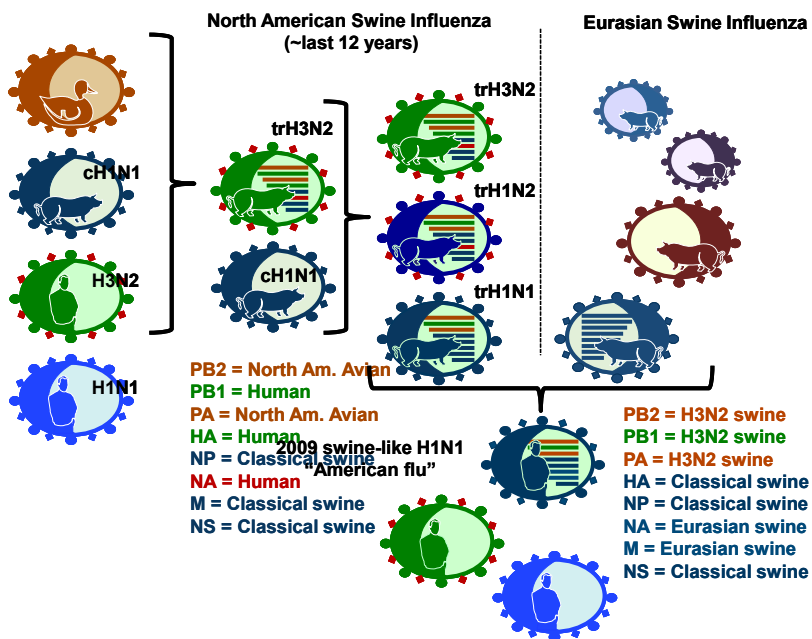 North American Swine Influenza
(~last 12 years)
Eurasian Swine Influenza
trH3N2
cH1N1
trH3N2
H3N2
cH1N1
H1N1
trH1N2
trH1N1
PB2 = North Am. Avian
PB1 = Human
PA = North Am. Avian
HA = Human
NP = Classical swine
NA = Human
M = Classical swine
NS = Classical swine
2009 swine-like H1N1
“American flu”
PB2 = H3N2 swine
PB1 = H3N2 swine
PA = H3N2 swine
HA = Classical swine
NP = Classical swine
NA = Eurasian swine
M = Eurasian swine
NS = Classical swine